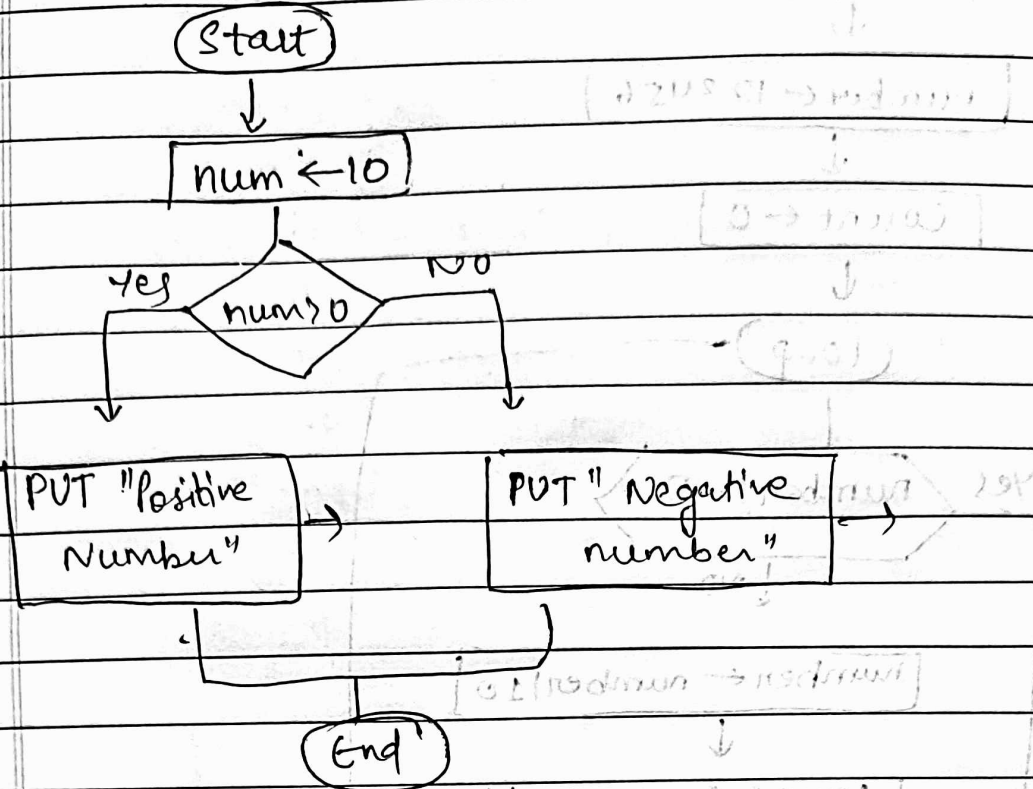 Start
num ← 10
Yes
No
num > 0
PUT "Positive
Number"
PUT " Negative
number"
End